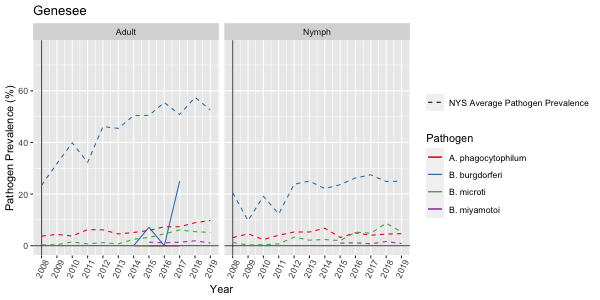 Genesee
Adult
Nymph
Pathogen Prevalence (%)
60
40
20
0
2008 2009 2010 2011 2012 2013 2014 2015 2016 2017 2018 2019
2008 2009 2010 2011 2012 2013 2014 2015 2016 2017 2018 2019
Year
NYS Average Pathogen Prevalence
Pathogen
A. phagocytophilum
B. burgdorferi
B. microti
B. miyamotoi